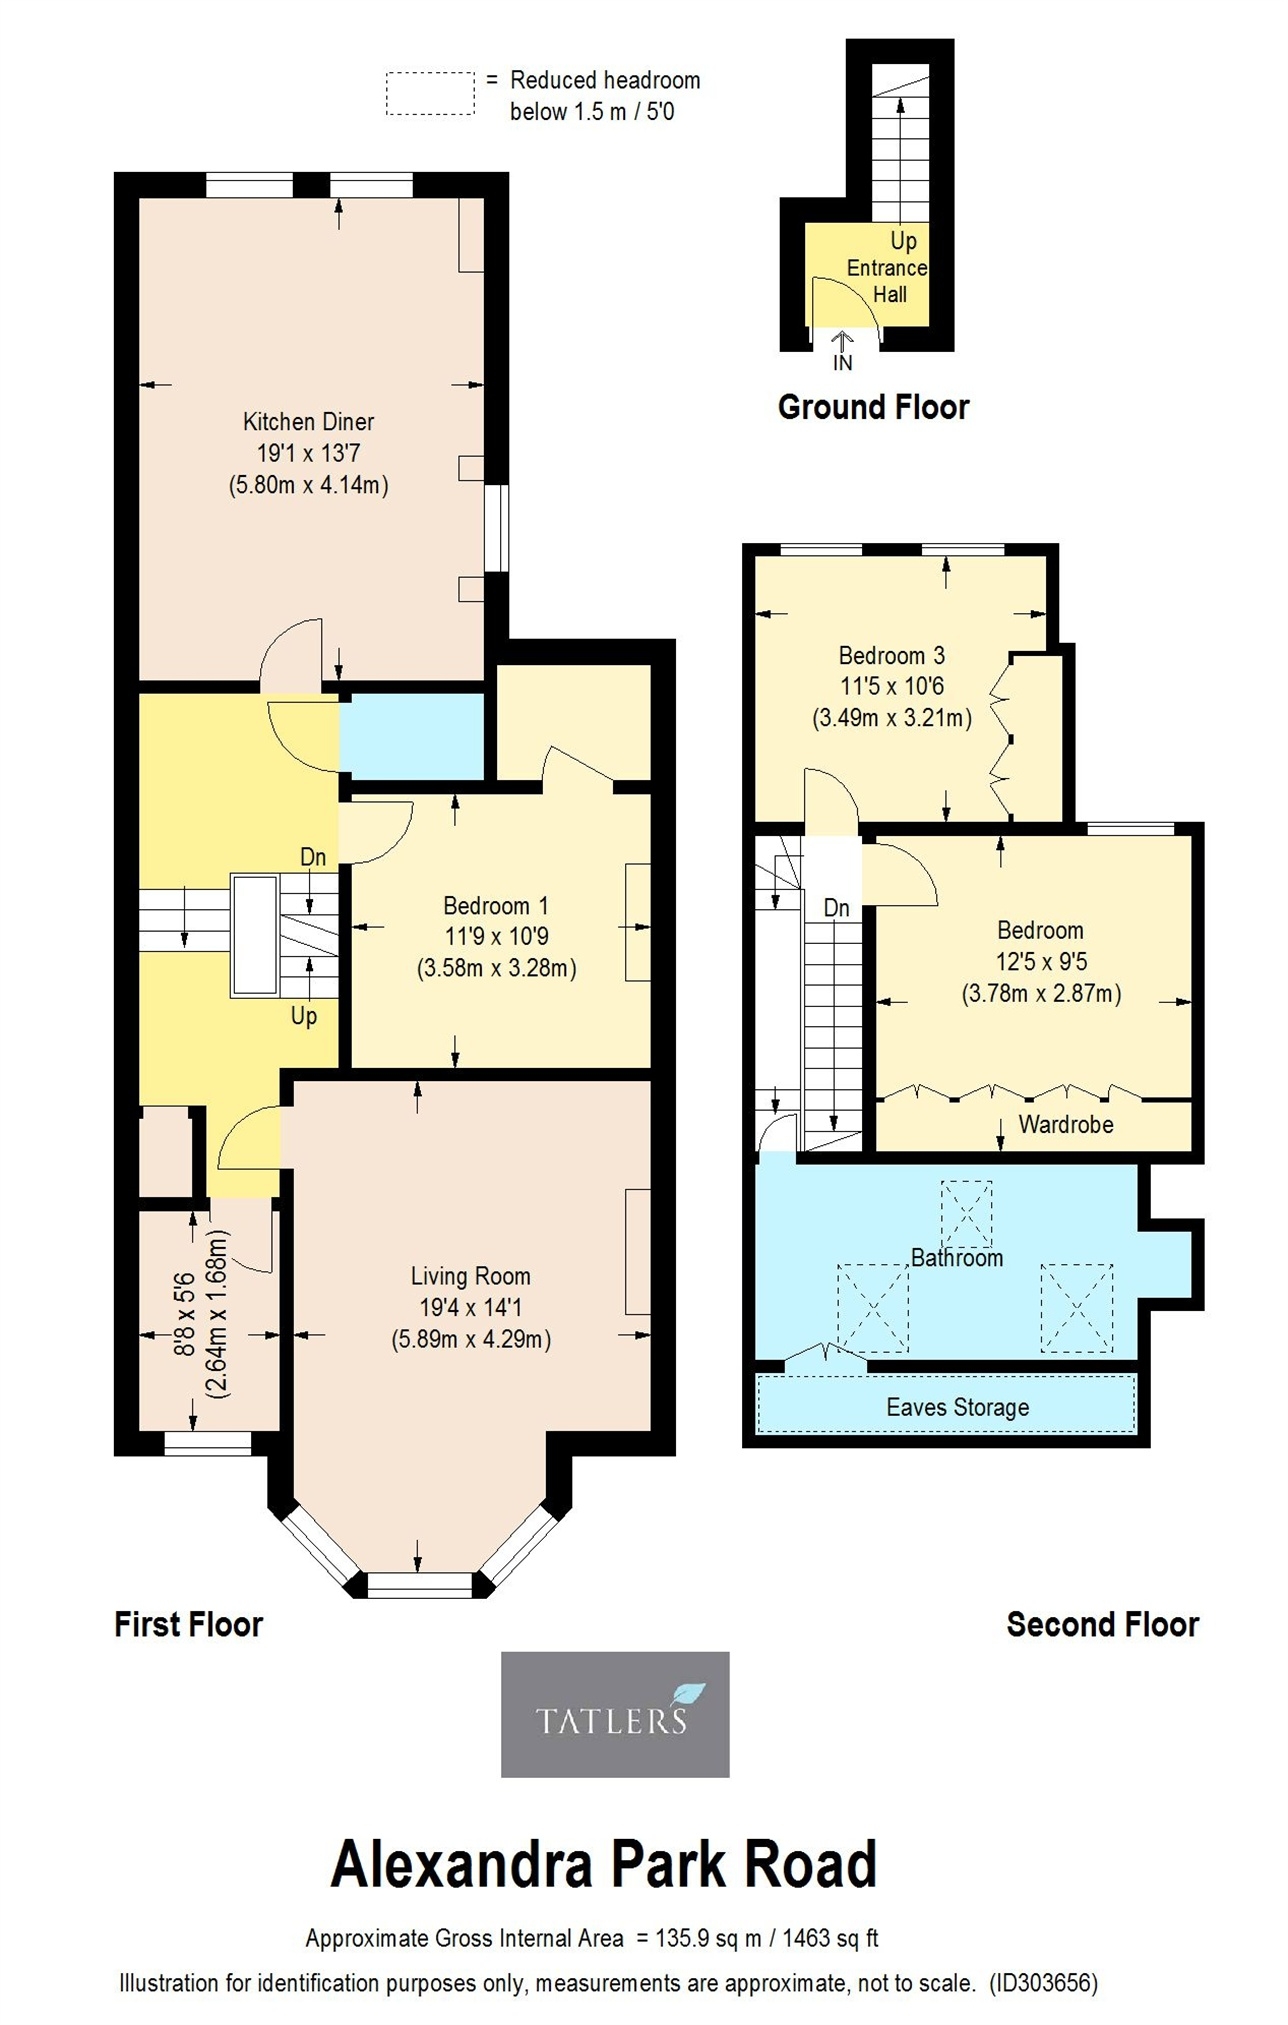 = Reduced headroom
below 1.5 m / 5'0
Up
Entrance
Hall
IN
Ground Floor
Kitchen Diner
19'1 x 13'7
(5.80m x 4.14m)
Dn
Up
Bedroom 1
11'9 x 10'9
(3.58m x 3.28m)
Living Room
19'4 x 14'1
(5.89m x 4.29m)
8'8 x 5'6
(2.64m x 1.68m)
First Floor
Bedroom 3
11'5 x 10'6
(3.49m x 3.21m)
Dn
Bedroom
12'5 x 9'5
(3.78m x 2.87m)
Wardrobe
Bathroom
Eaves Storage
Second Floor
TATLERS
Alexandra Park Road
Approximate Gross Internal Area = 135.9 sq m / 1463 sq ft
Illustration for identification purposes only, measurements are approximate, not to scale. (ID303656)